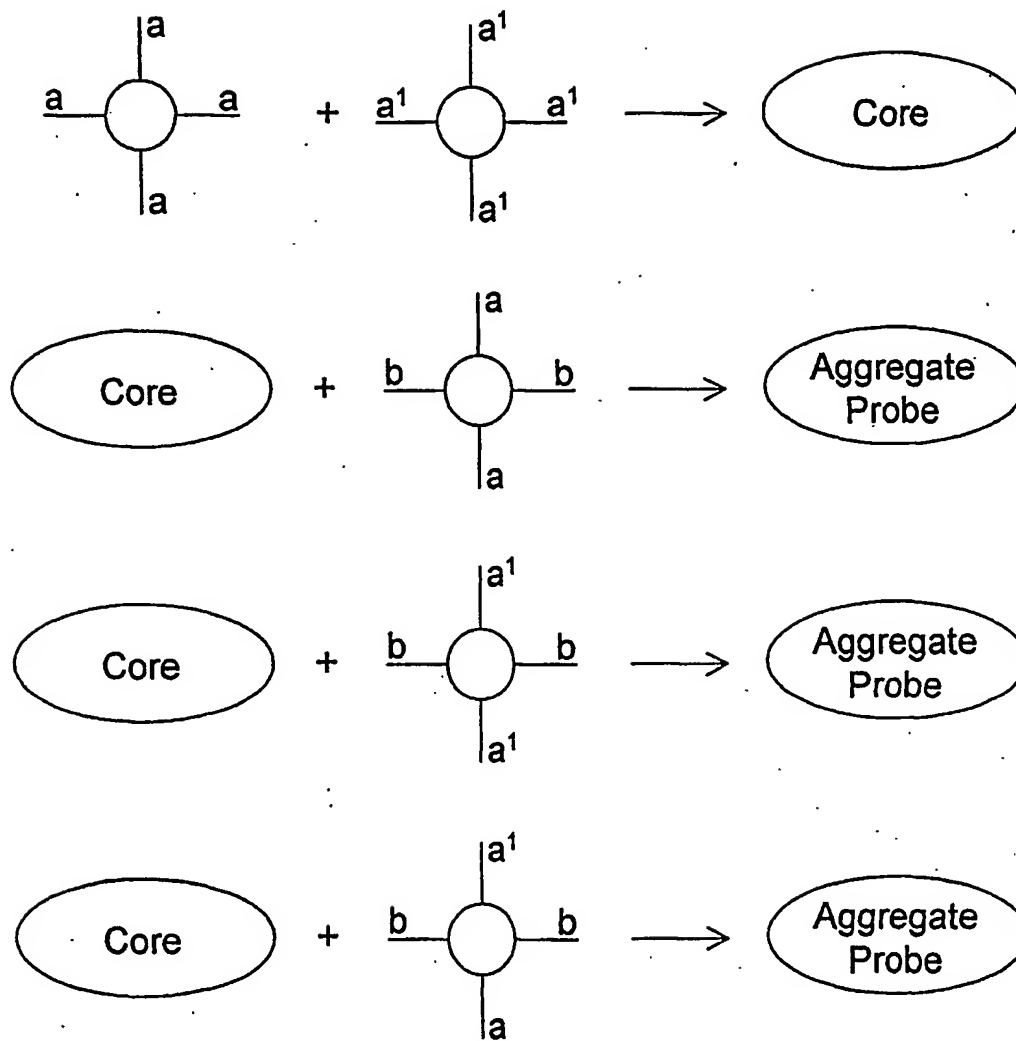 a
a a + a¹ a¹ a¹ → Core
a a¹
a
Core + b b → Aggregate Probe
a
a¹
Core + b b → Aggregate Probe
a¹
a¹
Core + b b → Aggregate Probe
a